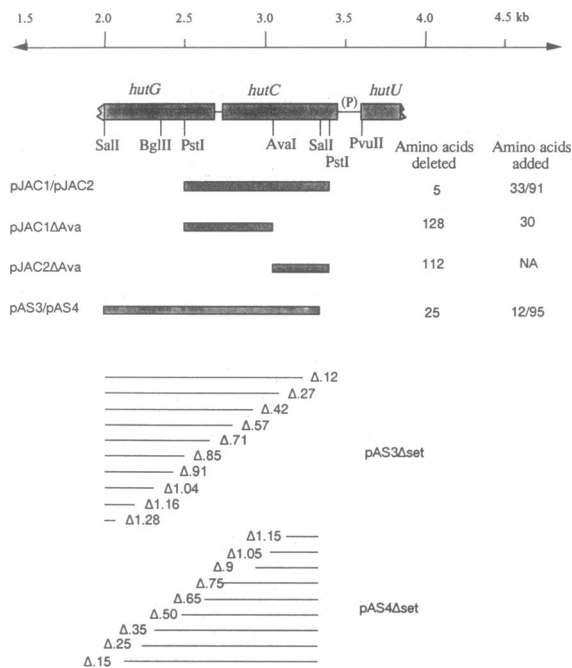 1.5 2.0 2.5 3.0 3.5 4.0 4.5 kb
hutG hutC (P) hutU
SalI BglII PstI AvaI SalI PstI PvuII
Amino acids deleted
Amino acids added
pJAC1/pJAC2 5 33/91
pJAC1ΔAva 128 30
pJAC2ΔAva 112 NA
pAS3/pAS4 25 12/95
Δ.12
Δ.27
Δ.42
Δ.57
Δ.71
Δ.85
pAS3Δset
Δ.91
Δ1.04
Δ1.16
Δ1.28
Δ1.15
Δ1.05
Δ.9
Δ.75
Δ.65
pAS4Δset
Δ.50
Δ.35
Δ.25
Δ.15